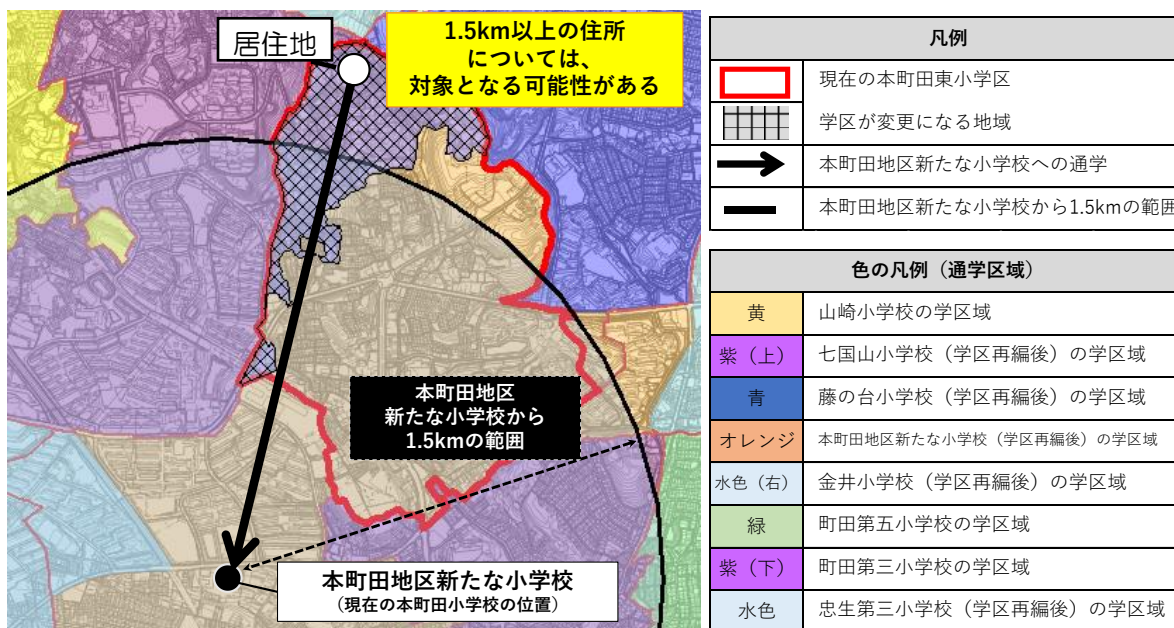 居住地
1.5km以上の住所
については、
対象となる可能性がある
本町田地区
新たな小学校から
1.5kmの範囲
本町田地区新たな小学校
(現在の本町田小学校の位置)
凡例
現在の本町田東小学区
学区が変更になる地域
本町田地区新たな小学校への通学
本町田地区新たな小学校から1.5kmの範囲
色の凡例（通学区域）
黄 山崎小学校の学区域
紫（上） 七国山小学校（学区再編後）の学区域
青 藤の台小学校（学区再編後）の学区域
オレンジ 本町田地区新たな小学校（学区再編後）の学区域
水色（右） 金井小学校（学区再編後）の学区域
緑 町田第五小学校の学区域
紫（下） 町田第三小学校の学区域
水色 忠生第三小学校（学区再編後）の学区域